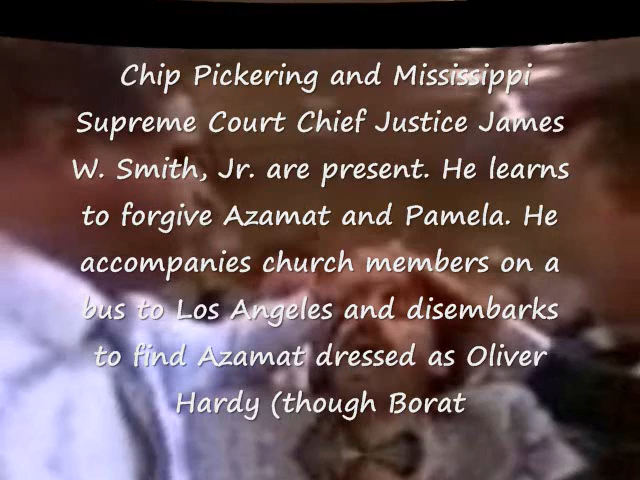 Chip Pickering and Mississippi
Supreme Court Chief Justice James
W. Smith, Jr. are present. He learns
to forgive Azamat and Pamela. He
accompanies church members on a
bus to Los Angeles and disembarks
to find Azamat dressed as Oliver
Hardy (though Borat